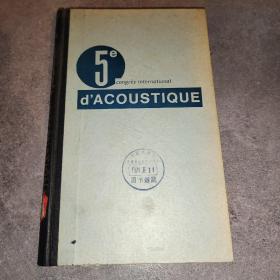 5e
congrès international
d'ACOUSTIQUE